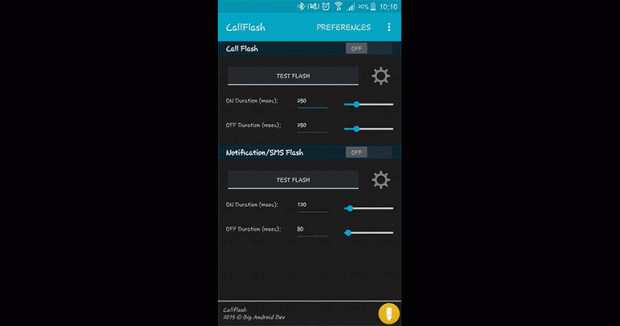 20% 10:10
CallFlash PREFERENCES
Call Flash OFF
TEST FLASH
ON Duration (msec): 250
OFF Duration (msec): 250
Notification/SMS Flash OFF
TEST FLASH
ON Duration (msec): 120
OFF Duration (msec): 80
CallFlash
2015 © Big Android Dev